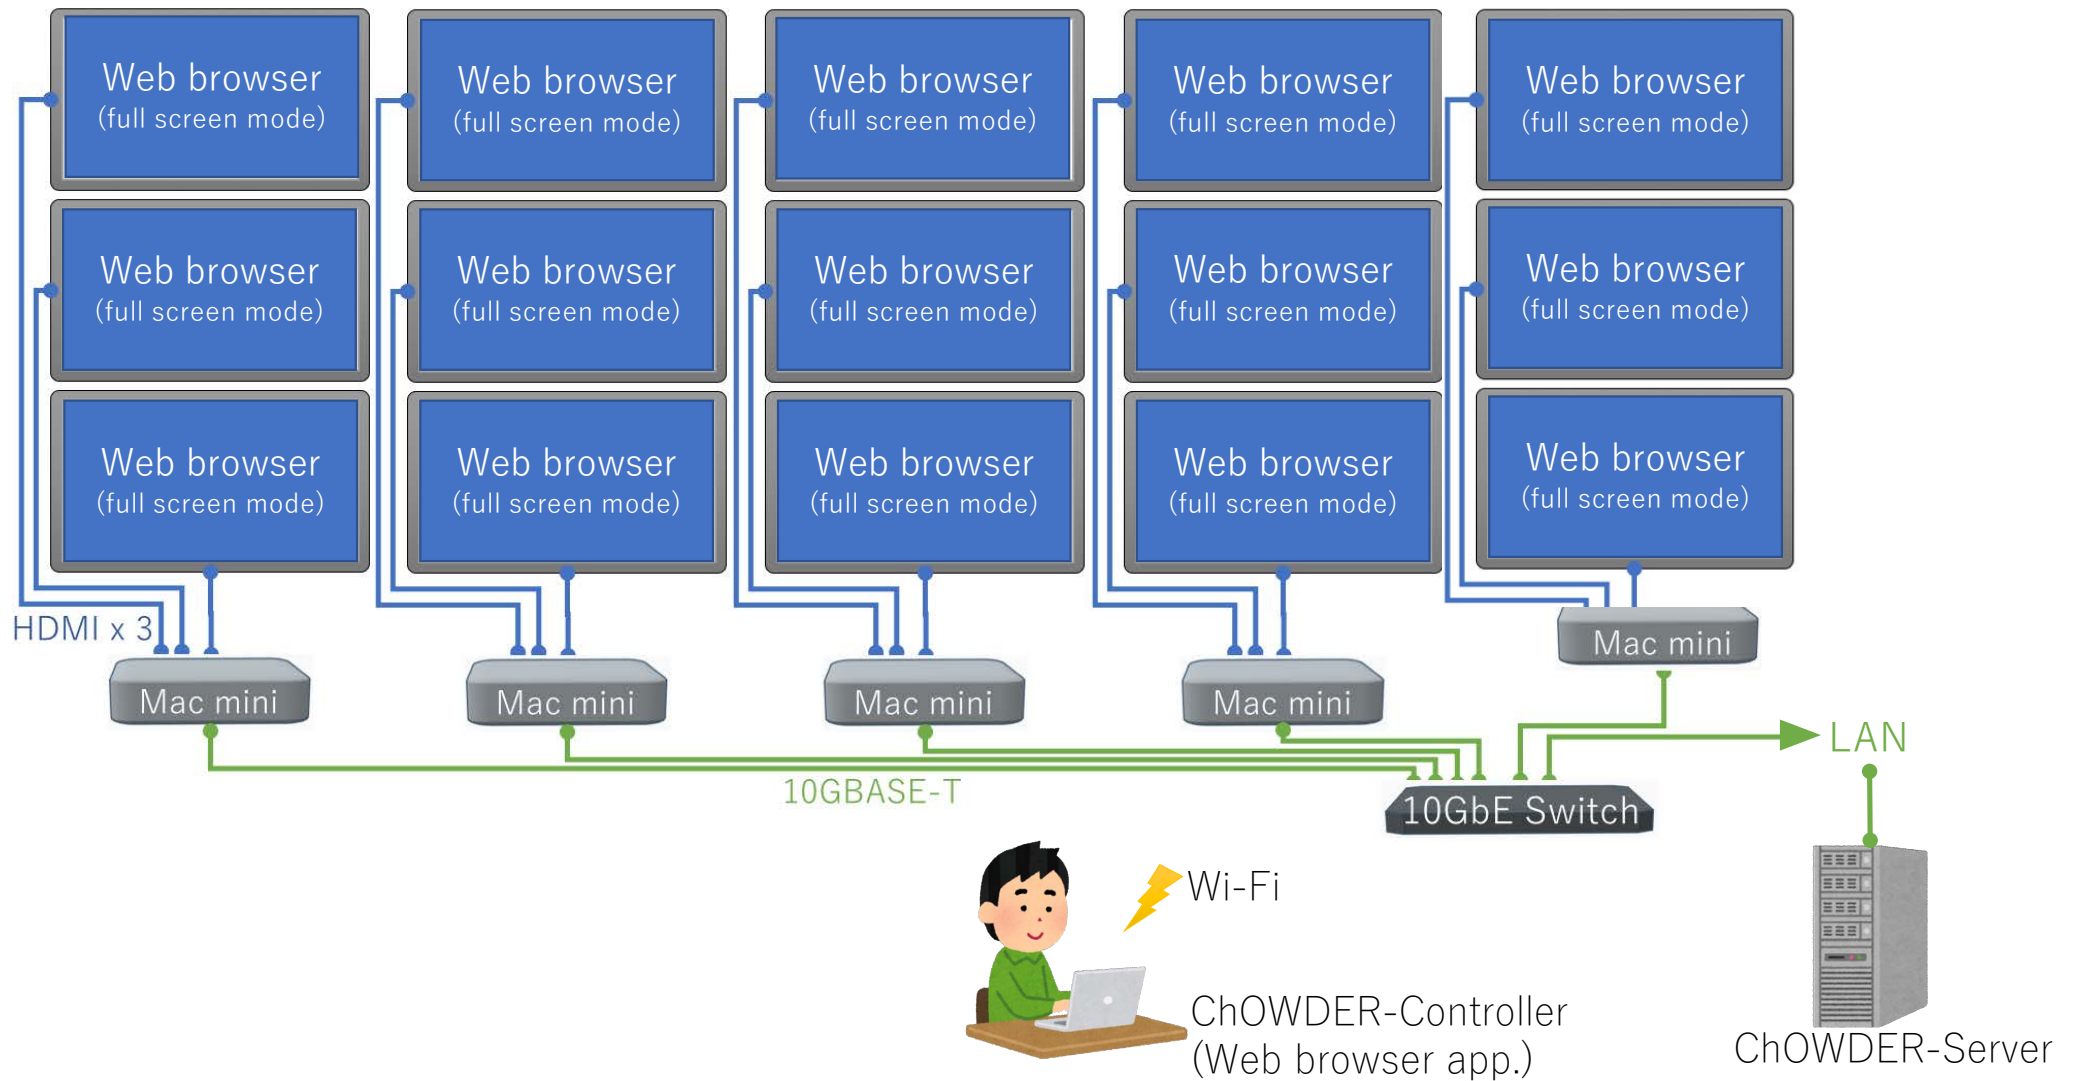 Web browser
(full screen mode)
Web browser
(full screen mode)
Web browser
(full screen mode)
Web browser
(full screen mode)
Web browser
(full screen mode)
Web browser
(full screen mode)
Web browser
(full screen mode)
Web browser
(full screen mode)
Web browser
(full screen mode)
Web browser
(full screen mode)
Web browser
(full screen mode)
Web browser
(full screen mode)
Web browser
(full screen mode)
Web browser
(full screen mode)
Web browser
(full screen mode)
HDMI x 3
Mac mini
Mac mini
Mac mini
Mac mini
Mac mini
LAN
10GBASE-T
10GbE Switch
Wi-Fi
ChOWDER-Controller
(Web browser app.)
ChOWDER-Server